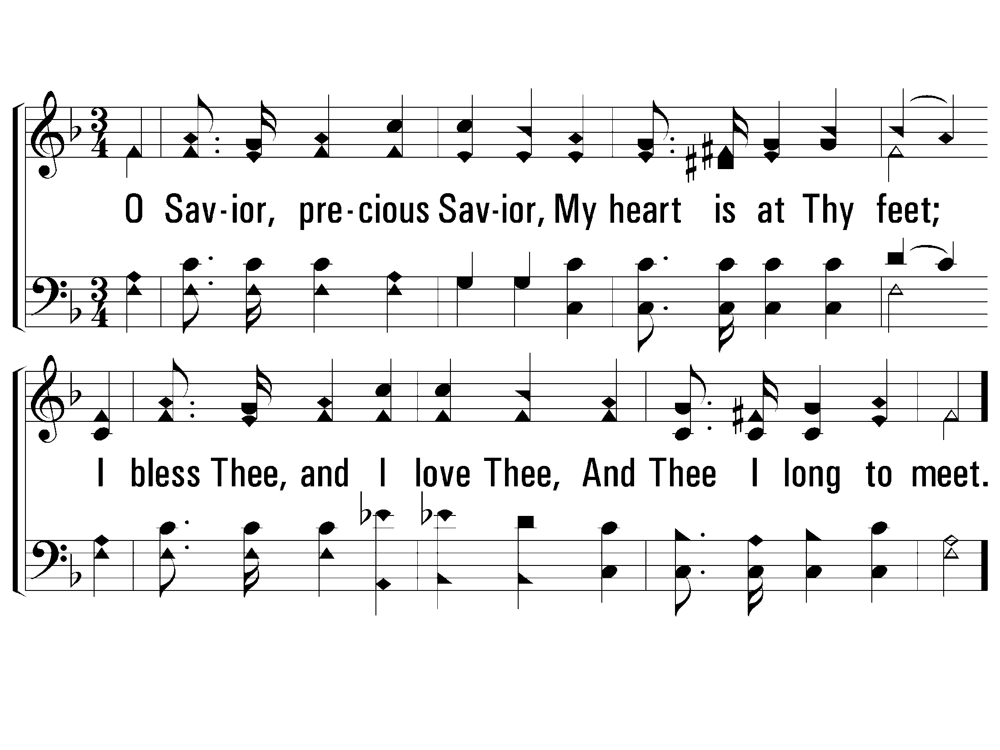 O Sav-ior, pre-cious Sav-ior, My heart is at Thy feet;
I bless Thee, and I love Thee, And Thee I long to meet.